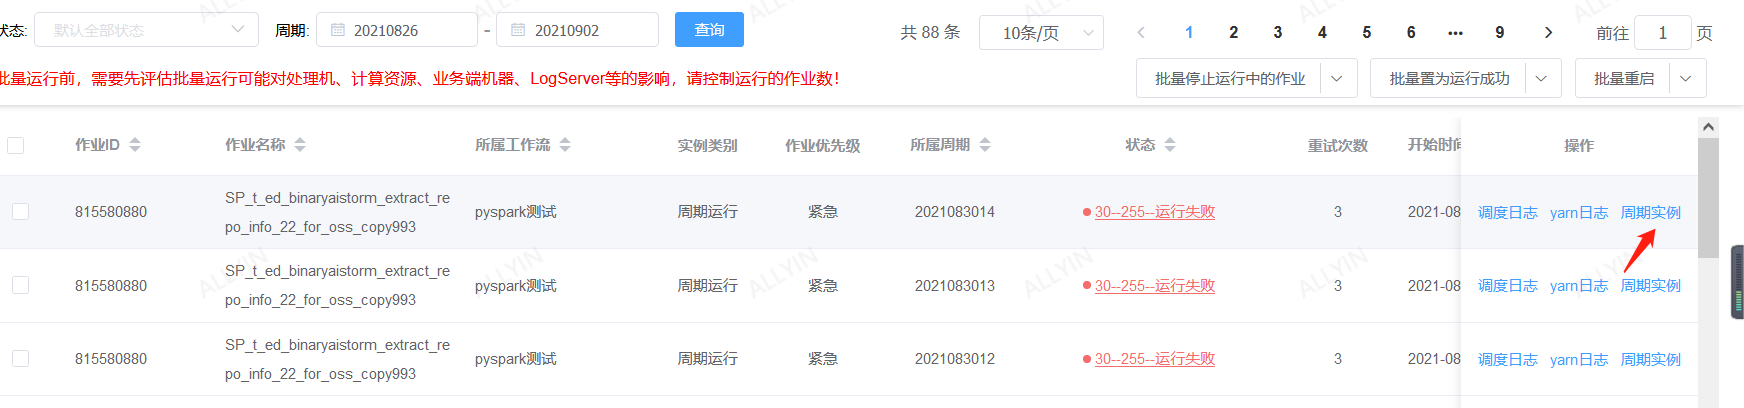 状态: 默认全部状态 周期: 20210826 - 20210902 查询 共 88 条 10条/页 1 2 3 4 5 6 ••• 9 前往 1 页
批量运行前，需要先评估批量运行可能对处理机、计算资源、业务端机器、LogServer等的影响，请控制运行的作业数！ 批量停止运行中的作业 批量置为运行成功 批量重启
作业ID 作业名称 所属工作流 实例类别 作业优先级 所属周期 状态 重试次数 开始时间 操作
815580880 SP_t_ed_binaryaistorm_extract_re pyspark测试 周期运行 紧急 2021083014 30--255--运行失败 3 2021-08 调度日志 yarn日志 周期实例
po_info_22_for_oss_copy993
815580880 SP_t_ed_binaryaistorm_extract_re pyspark测试 周期运行 紧急 2021083013 30--255--运行失败 3 2021-08 调度日志 yarn日志 周期实例
po_info_22_for_oss_copy993
815580880 SP_t_ed_binaryaistorm_extract_re pyspark测试 周期运行 紧急 2021083012 30--255--运行失败 3 2021-08 调度日志 yarn日志 周期实例
po_info_22_for_oss_copy993
ALLYIN ALLYIN ALLYIN ALLYIN ALLYIN